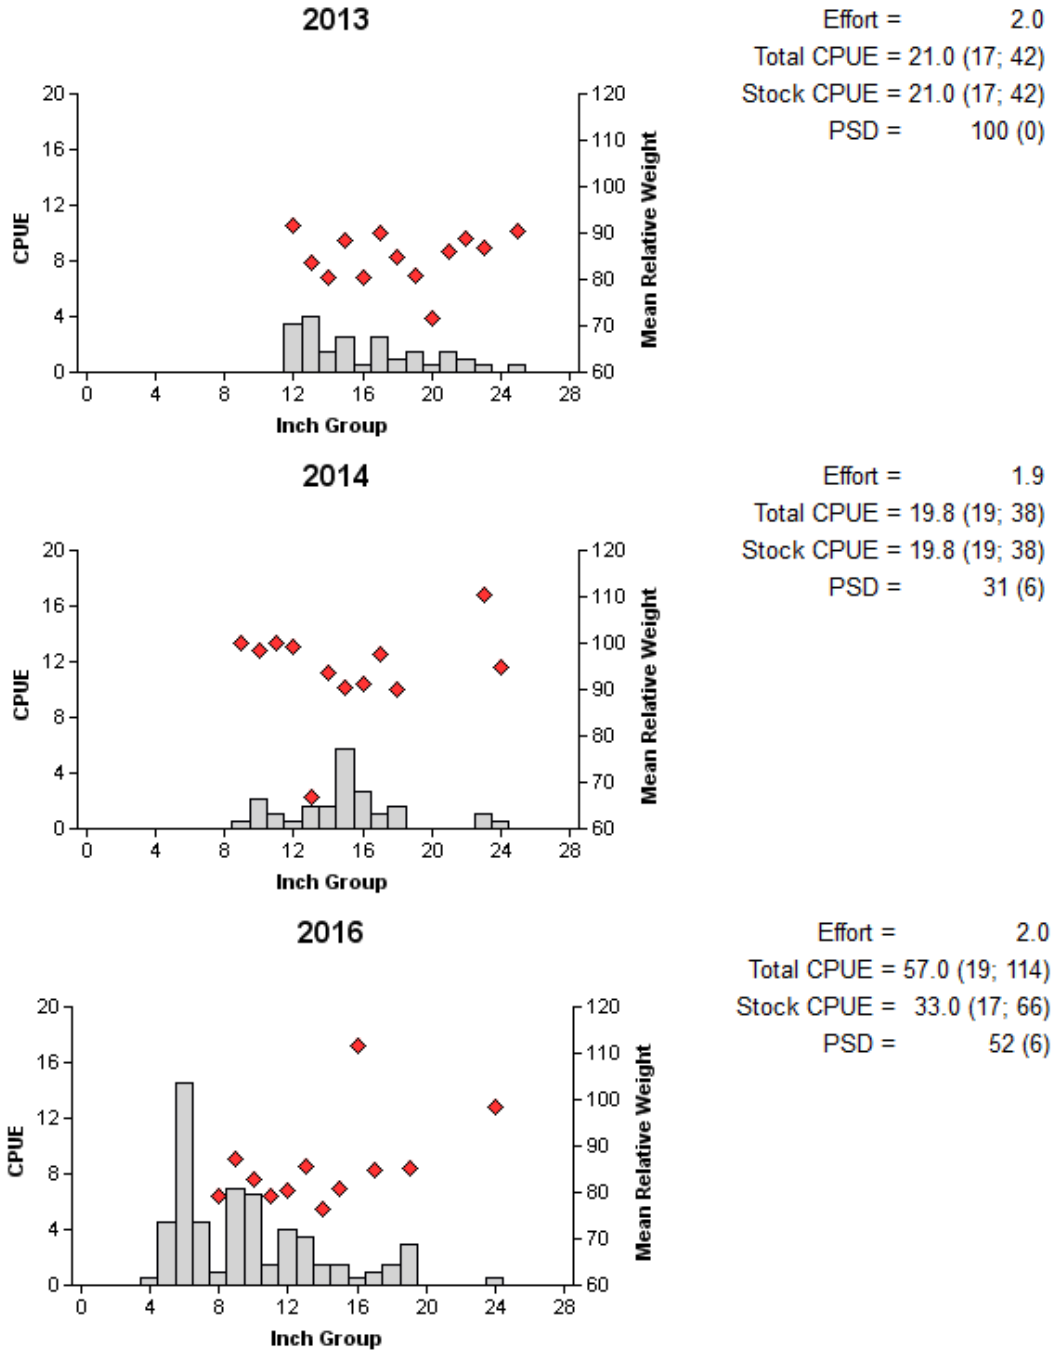 2013
Effort = 2.0
Total CPUE = 21.0 (17; 42)
Stock CPUE = 21.0 (17; 42)
PSD = 100 (0)
20 120
16 110
100
12 90
8 80
4 70
0 60
CPUE
Mean Relative Weight
0 4 8 12 16 20 24 28
Inch Group
2014
Effort = 1.9
Total CPUE = 19.8 (19; 38)
Stock CPUE = 19.8 (19; 38)
PSD = 31 (6)
20 120
16 110
100
12 90
8 80
4 70
0 60
CPUE
Mean Relative Weight
0 4 8 12 16 20 24 28
Inch Group
2016
Effort = 2.0
Total CPUE = 57.0 (19; 114)
Stock CPUE = 33.0 (17; 66)
PSD = 52 (6)
20 120
16 110
100
12 90
8 80
4 70
0 60
CPUE
Mean Relative Weight
0 4 8 12 16 20 24 28
Inch Group